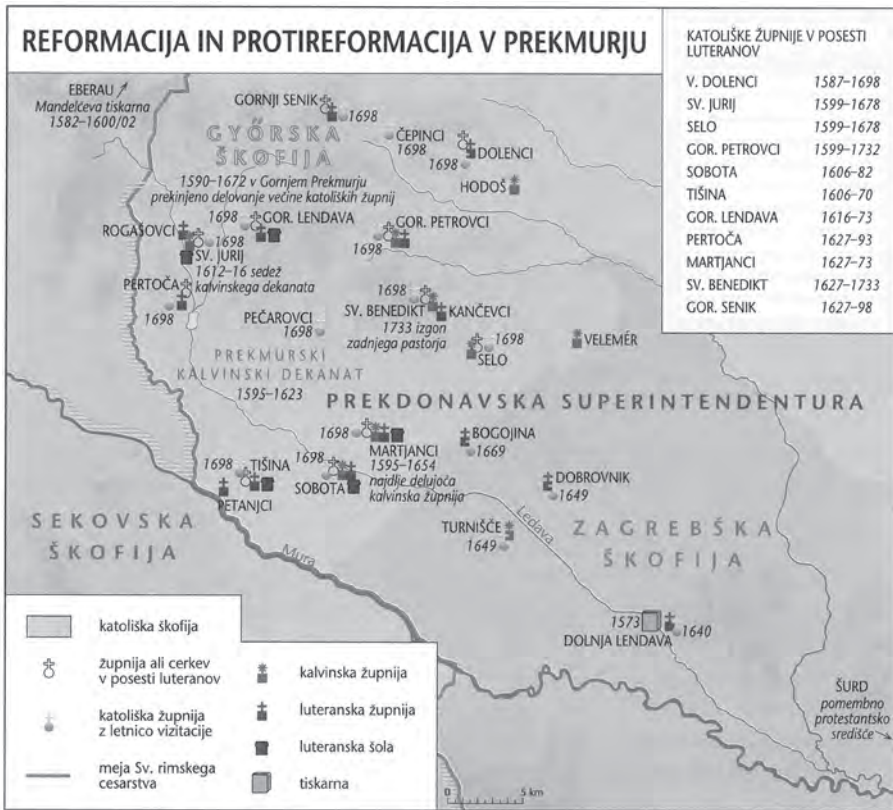 REFORMACIJA IN PROTIREFORMACIJA V PREKMURJU
KATOLIŠKE ŽUPNIJE V POSESTI
LUTERANOV
V. DOLENCI 1587–1698
SV. JURIJ 1599–1678
SELO 1599–1678
GOR. PETROVCI 1599–1732
SOBOTA 1606–82
TIŠINA 1606–70
GOR. LENDAVA 1616–73
PERTOČA 1627–93
MARTJANCI 1627–73
SV. BENEDIKT 1627–1733
GOR. SENIK 1627–98
EBERAU
Mandelčeva tiskarna
1582–1600/02
GORNJI SENIK
1698
GYŐRSKA
ŠKOFIJA
ČEPINCI
1698
DOLENCI
1698
HODOŠ
1590–1672 v Gornjem Prekmurju
prekinjeno delovanje večine katoliških župnij
ROGAŠOVCI
1698
SV. JURIJ
1612–16 sedež
kalvinskega dekanata
1698
GOR. LENDAVA
GOR. PETROVCI
1698
PERTOČA
1698
PEČAROVCI
1698
1698
SV. BENEDIKT
1733 izgon
zadnjega pastorja
KANČEVCI
1698
SELO
VELEMÉR
PREKMURSKI
KALVINSKI DEKANAT
1595–1623
PREKDONAVSKA SUPERINTENDENTURA
1698
MARTJANCI
1595–1654
najdlje delujoča
kalvinska župnija
BOGOJINA
1669
1698
TIŠINA
PETANJCI
1698
SOBOTA
DOBROVNIK
1649
TURNIŠČE
1649
Ledava
SEKOVSKA
ŠKOFIJA
Mura
ZAGREBŠKA
ŠKOFIJA
1573
DOLNJA LENDAVA
1640
ŠURD
pomembno
protestantsko
središče
katoliška škofija
župnija ali cerkev
v posesti luteranov
katoliška župnija
z letnico vizitacije
meja Sv. rimskega
cesarstva
kalvinska župnija
luteranska župnija
luteranska šola
tiskarna
0 5 km